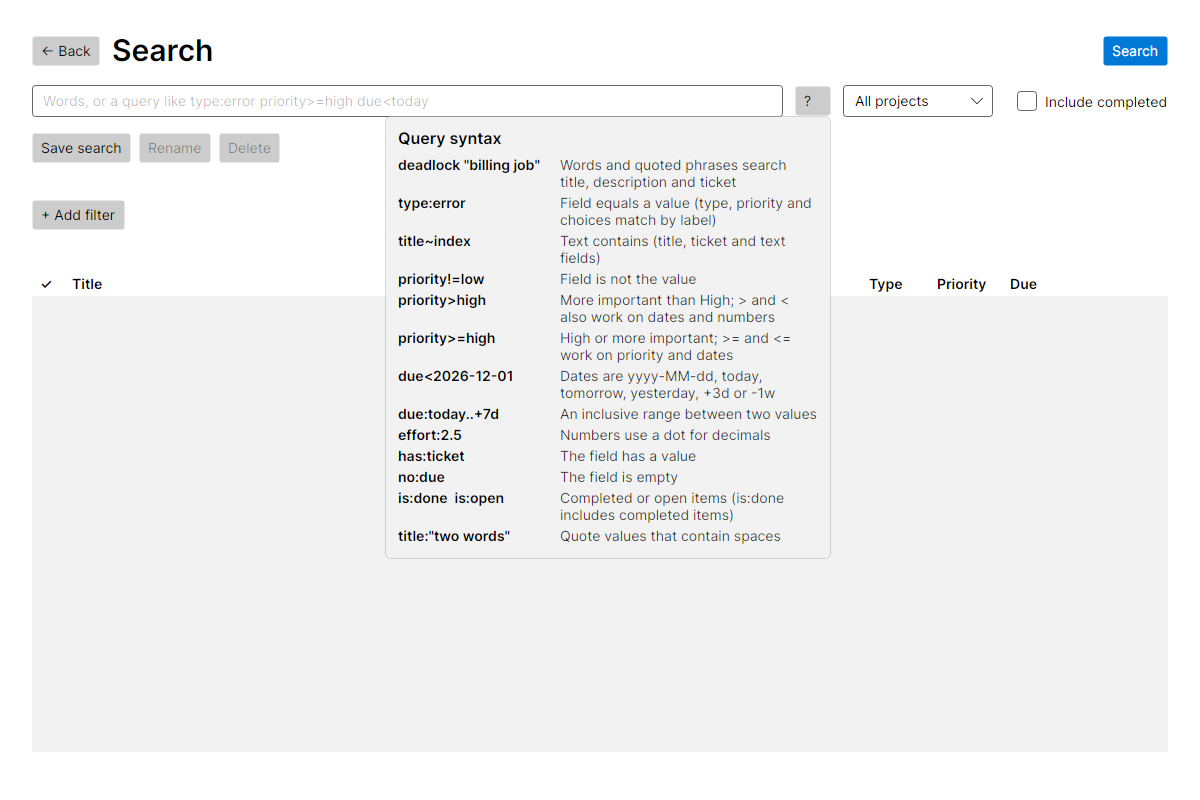 ← Back
Search
Search
Words, or a query like type:error priority>=high due<today
?
All projects
Include completed
Save search
Rename
Delete
Query syntax
deadlock "billing job"
Words and quoted phrases search
title, description and ticket
type:error
Field equals a value (type, priority and
choices match by label)
title~index
Text contains (title, ticket and text
fields)
priority!=low
Field is not the value
priority>high
More important than High; > and <
also work on dates and numbers
priority>=high
High or more important; >= and <=
work on priority and dates
due<2026-12-01
Dates are yyyy-MM-dd, today,
tomorrow, yesterday, +3d or -1w
due:today..+7d
An inclusive range between two values
effort:2.5
Numbers use a dot for decimals
has:ticket
The field has a value
no:due
The field is empty
is:done  is:open
Completed or open items (is:done
includes completed items)
title:"two words"
Quote values that contain spaces
+ Add filter
✓ Title
Type
Priority
Due